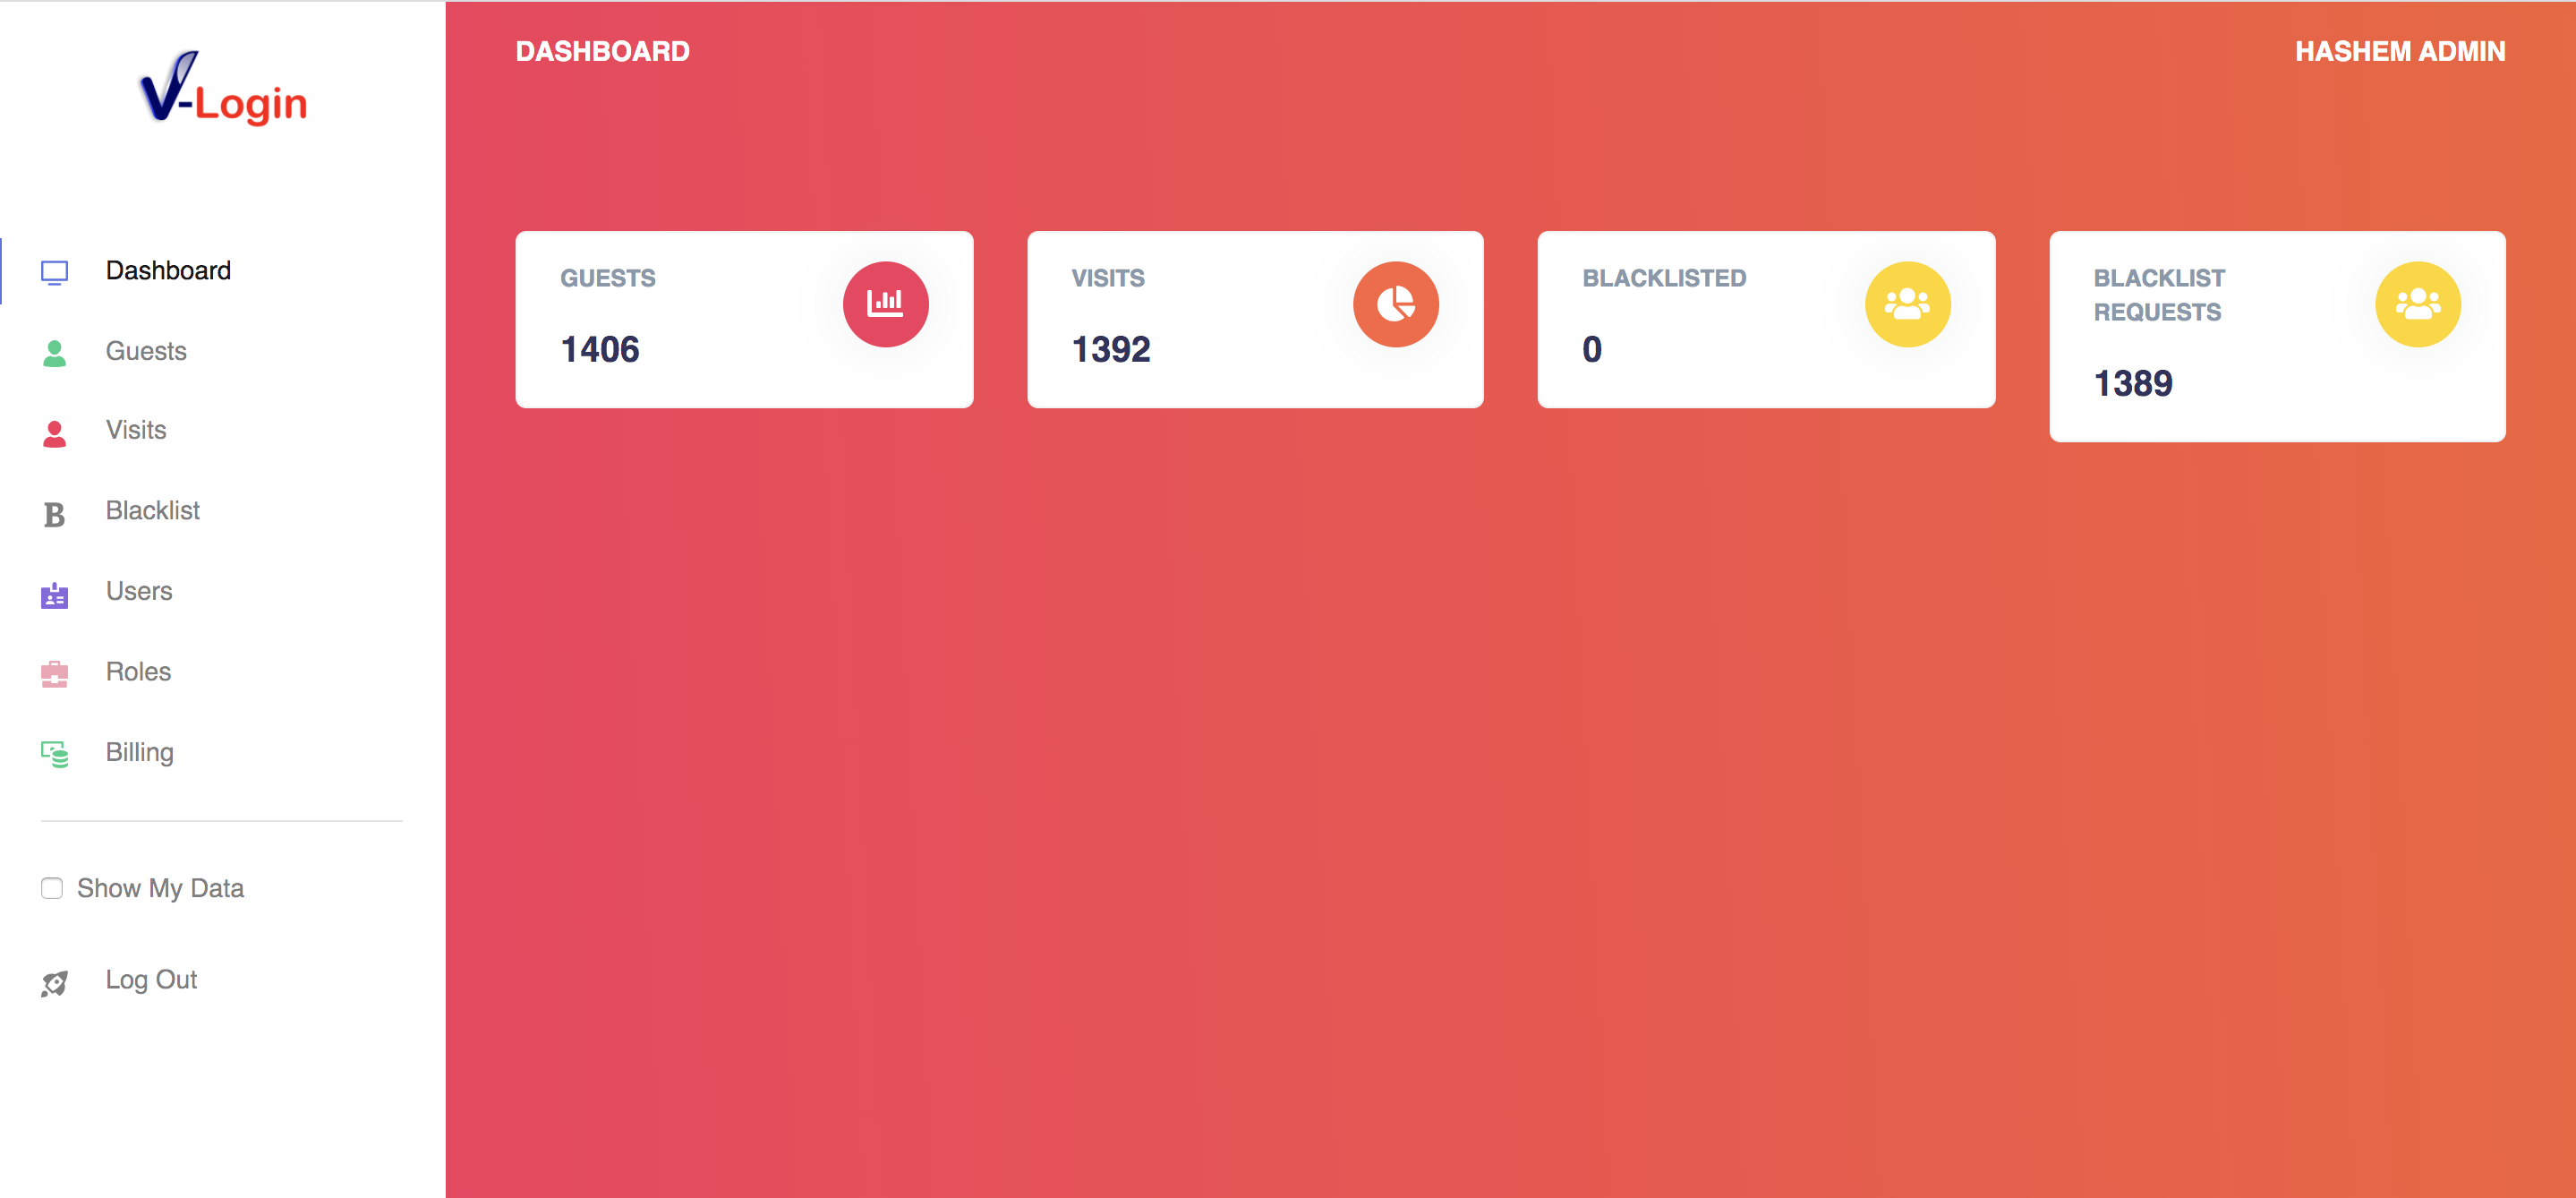 V-Login
DASHBOARD
HASHEM ADMIN
Dashboard
Guests
Visits
Blacklist
Users
Roles
Billing
Show My Data
Log Out
GUESTS
1406
VISITS
1392
BLACKLISTED
0
BLACKLIST
REQUESTS
1389